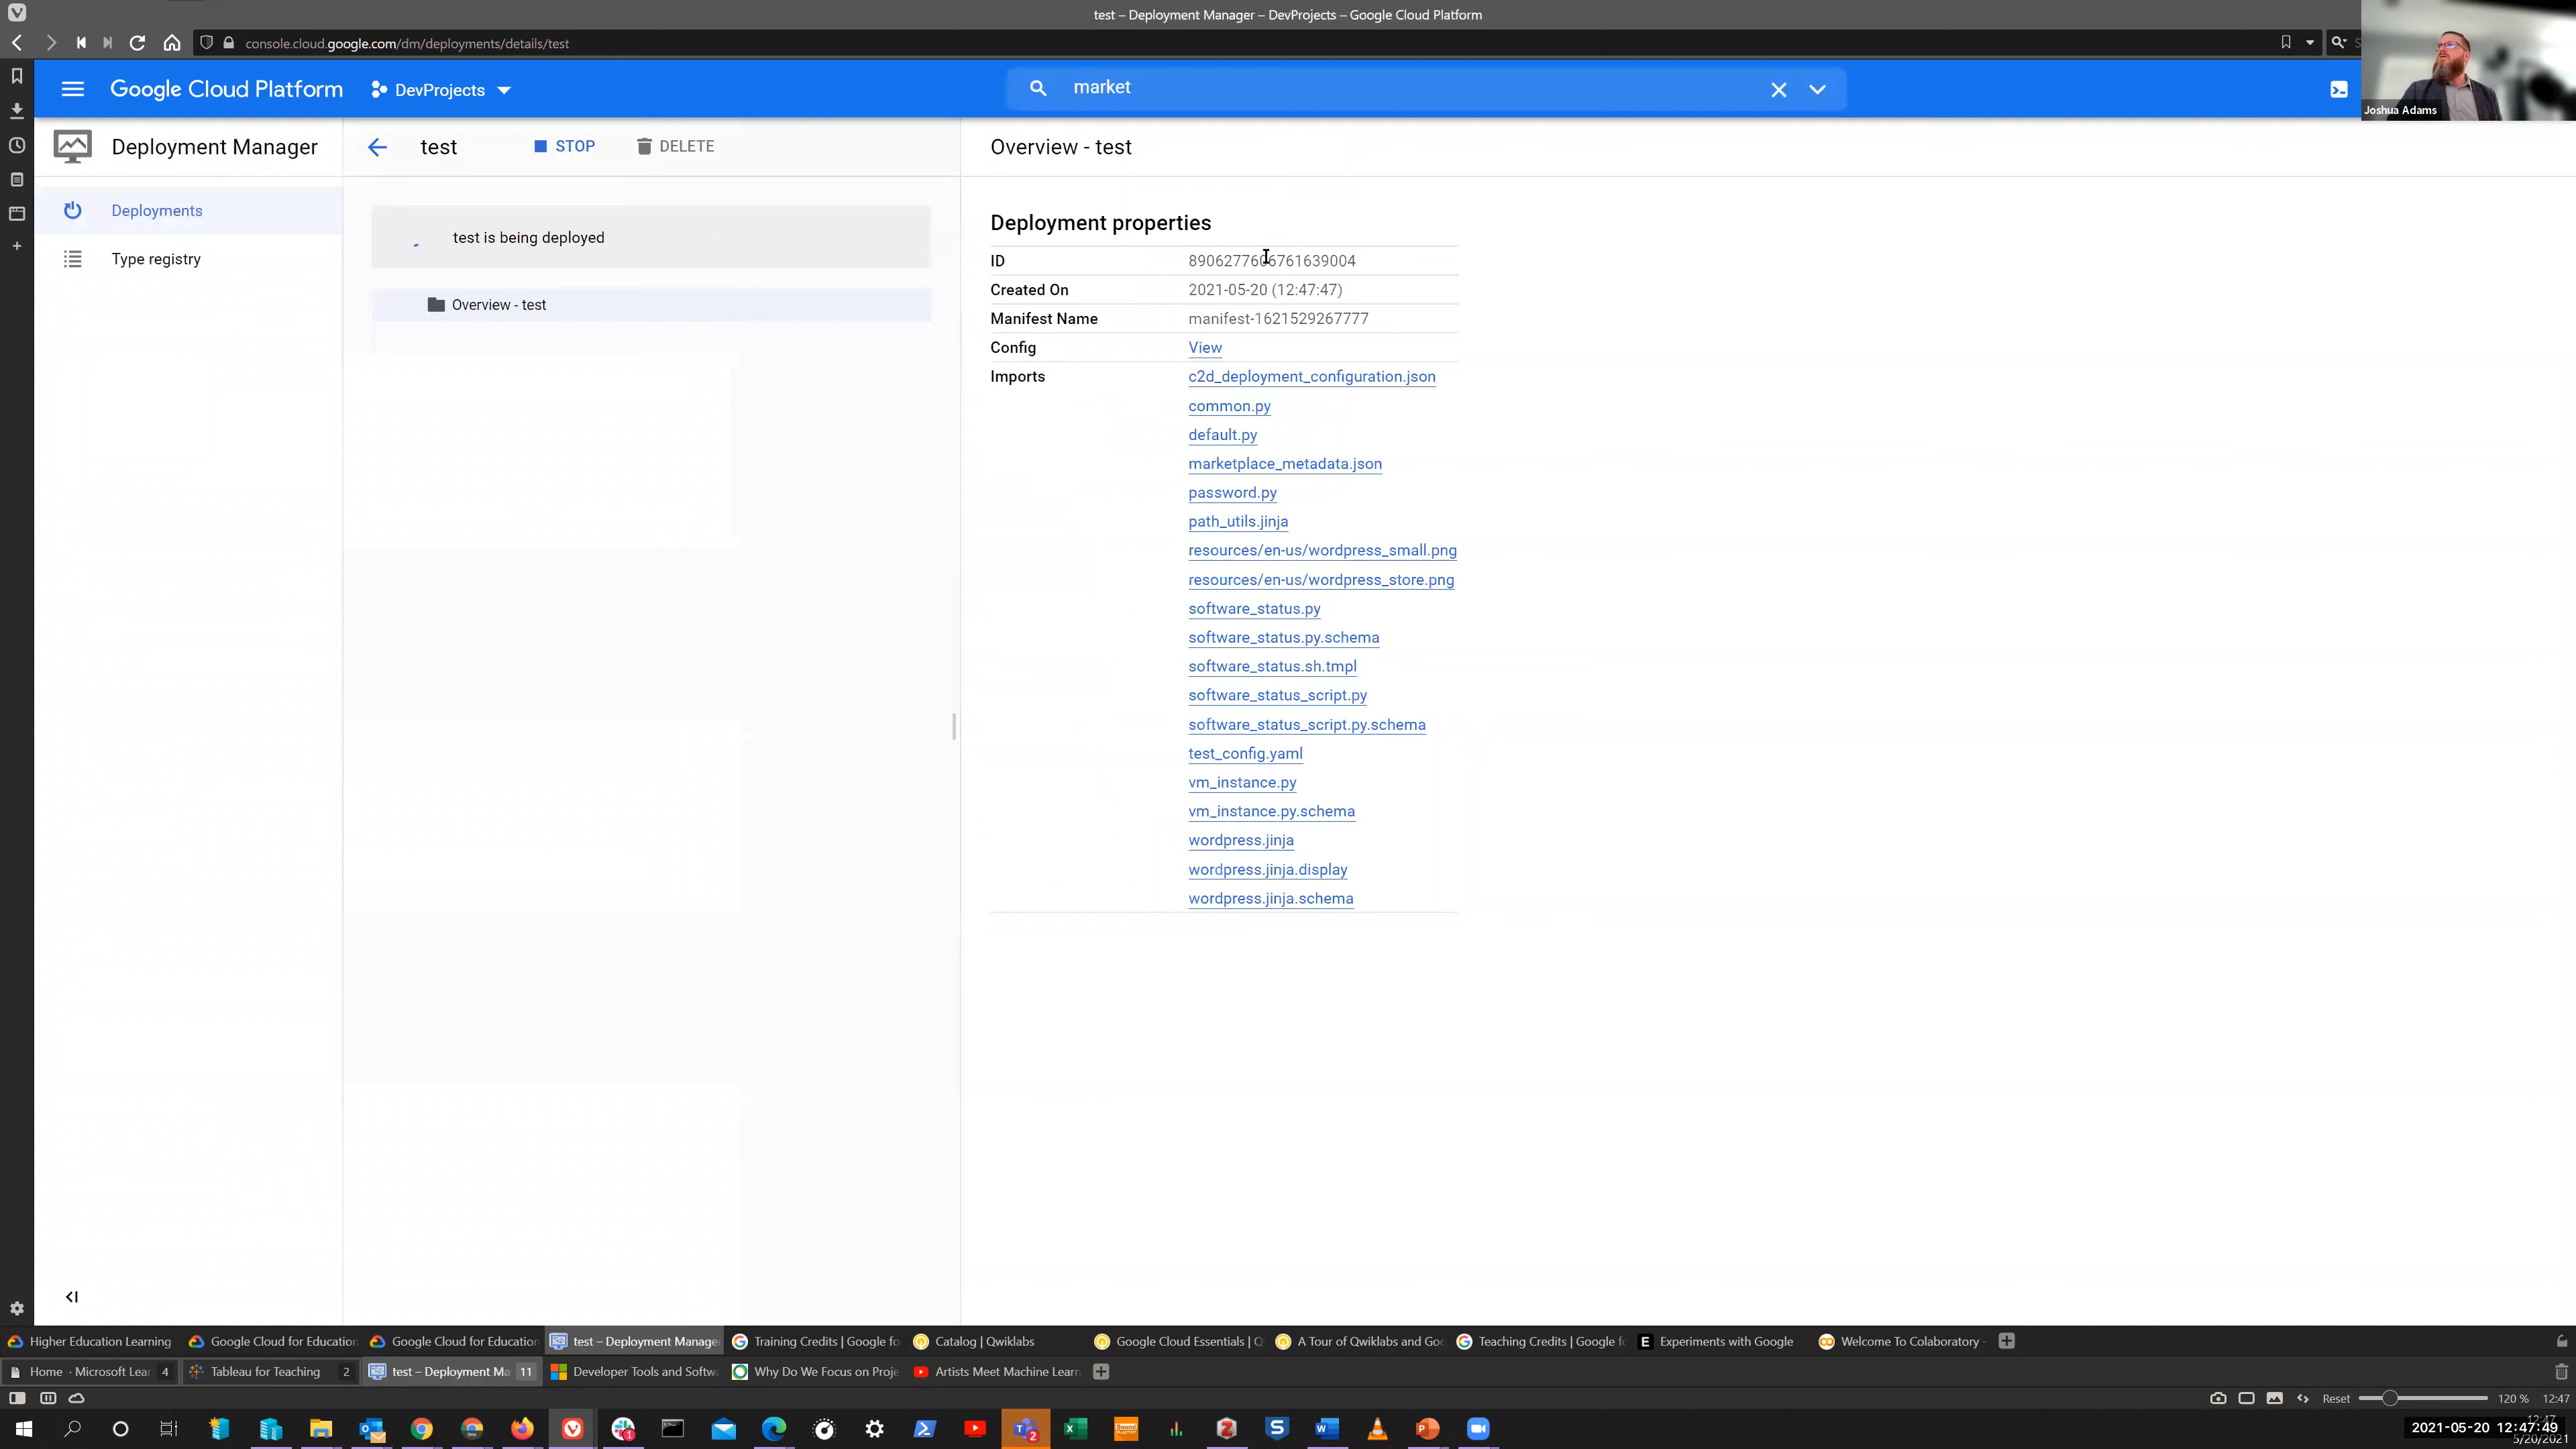 test – Deployment Manager – DevProjects – Google Cloud Platform
console.cloud.google.com/dm/deployments/details/test
Google Cloud Platform
DevProjects
market
Joshua Adams
Deployment Manager
test
STOP
DELETE
Overview - test
Deployments
Type registry
test is being deployed
Overview - test
Deployment properties
ID 8906277606761639004
Created On 2021-05-20 (12:47:47)
Manifest Name manifest-1621529267777
Config View
Imports c2d_deployment_configuration.json
common.py
default.py
marketplace_metadata.json
password.py
path_utils.jinja
resources/en-us/wordpress_small.png
resources/en-us/wordpress_store.png
software_status.py
software_status.py.schema
software_status.sh.tmpl
software_status_script.py
software_status_script.py.schema
test_config.yaml
vm_instance.py
vm_instance.py.schema
wordpress.jinja
wordpress.jinja.display
wordpress.jinja.schema
Higher Education Learning
Google Cloud for Education
Google Cloud for Education
test – Deployment Manage
Training Credits | Google fo
Catalog | Qwiklabs
Google Cloud Essentials | Q
A Tour of Qwiklabs and Goo
Teaching Credits | Google fo
Experiments with Google
Welcome To Colaboratory -
Home - Microsoft Lea 4
Tableau for Teaching 2
test – Deployment Ma 11
Developer Tools and Softw
Why Do We Focus on Proje
Artists Meet Machine Learn
Reset 120 % 12:47
2021-05-20 12:47:49
5/20/2021